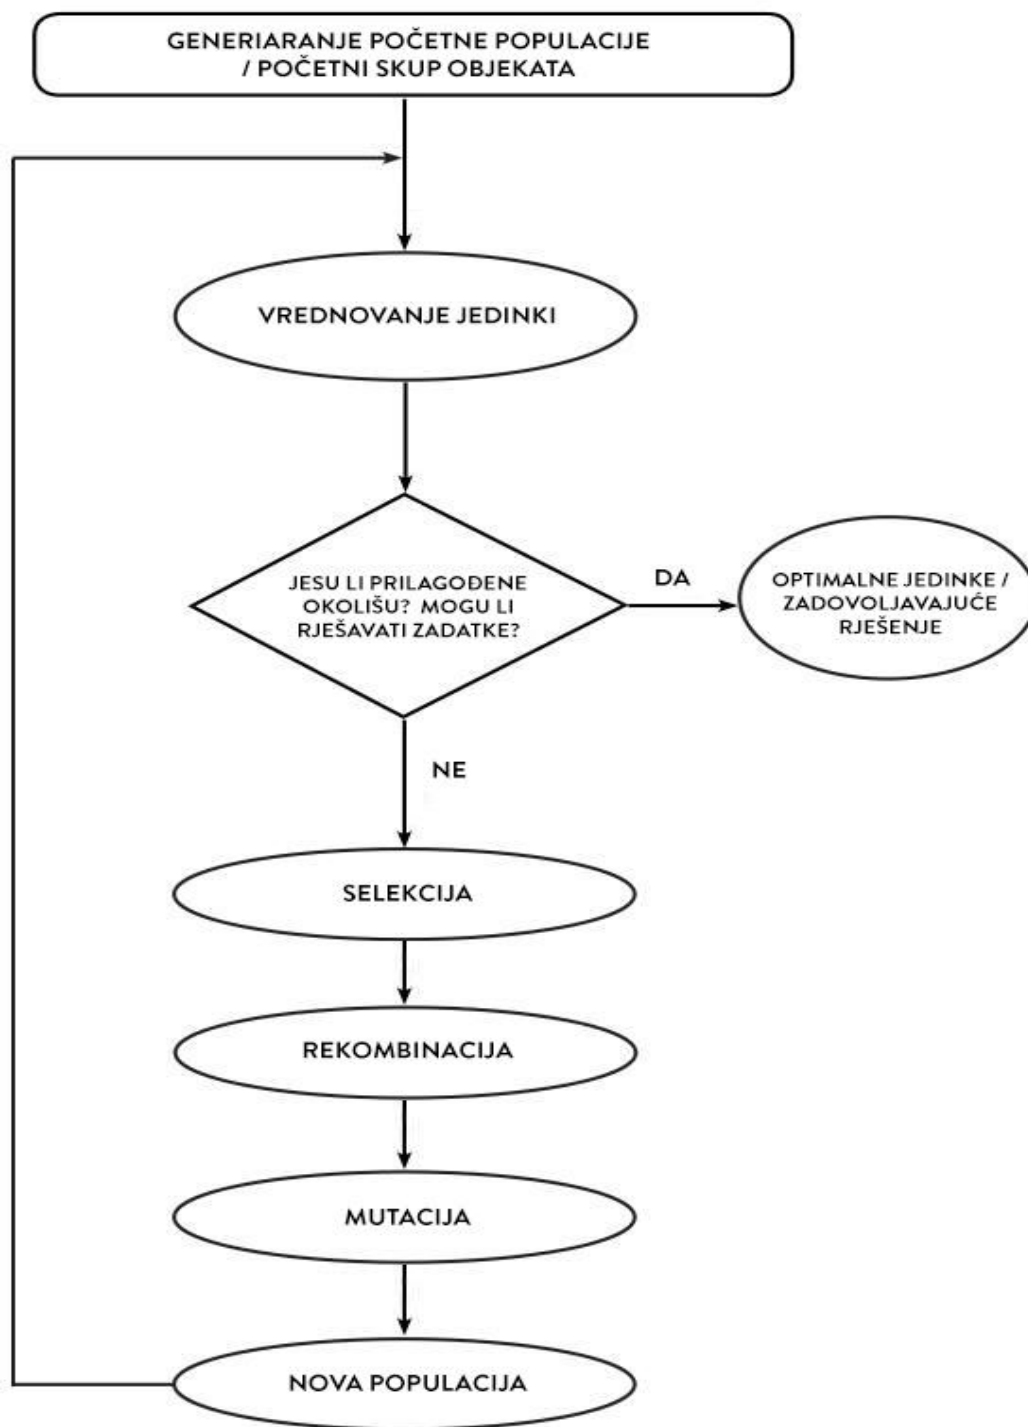 GENERIARANJE POČETNE POPULACIJE
/ POČETNI SKUP OBJEKATA
VREDNOVANJE JEDINKI
JESU LI PRILAGOĐENE
OKOLIŠU? MOGU LI
RJEŠAVATI ZADATKE?
DA
OPTIMALNE JEDINKE /
ZADOVOLJAVAJUĆE
RJEŠENJE
NE
SELEKCIJA
REKOMBINACIJA
MUTACIJA
NOVA POPULACIJA